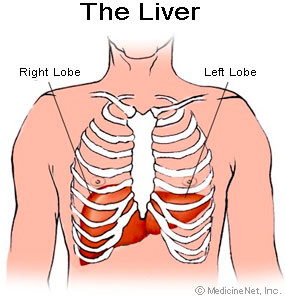 The Liver
Right Lobe
Left Lobe
© MedicineNet, Inc.